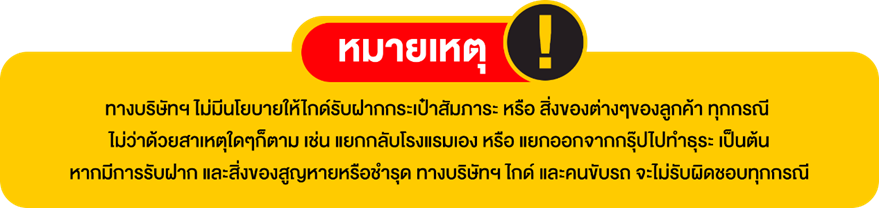 หมายเหตุ !
ทางบริษัทฯ ไม่มีนโยบายให้ไกด์รับฝากกระเป๋าสัมภาระ หรือ สิ่งของต่างๆของลูกค้า ทุกกรณี
ไม่ว่าด้วยสาเหตุใดๆก็ตาม เช่น แยกกลับโรงแรมเอง หรือ แยกออกจากกรุ๊ปไปทำธุระ เป็นต้น
หากมีการรับฝาก และสิ่งของสูญหายหรือชำรุด ทางบริษัทฯ ไกด์ และคนขับรถ จะไม่รับผิดชอบทุกกรณี